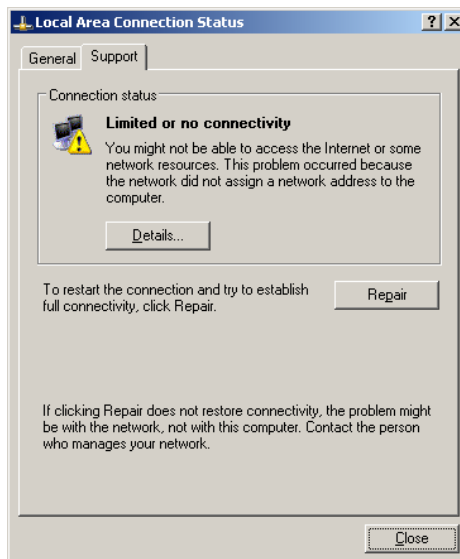 Local Area Connection Status
General Support
Connection status
Limited or no connectivity
You might not be able to access the Internet or some
network resources. This problem occurred because
the network did not assign a network address to the
computer.
Details...
To restart the connection and try to establish
full connectivity, click Repair.
Repair
If clicking Repair does not restore connectivity, the problem might
be with the network, not with this computer. Contact the person
who manages your network.
Close